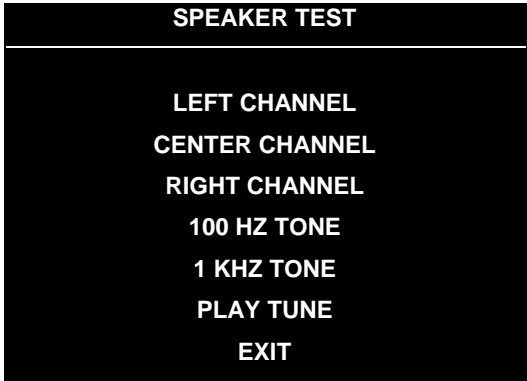 SPEAKER TEST
LEFT CHANNEL
CENTER CHANNEL
RIGHT CHANNEL
100 HZ TONE
1 KHZ TONE
PLAY TUNE
EXIT